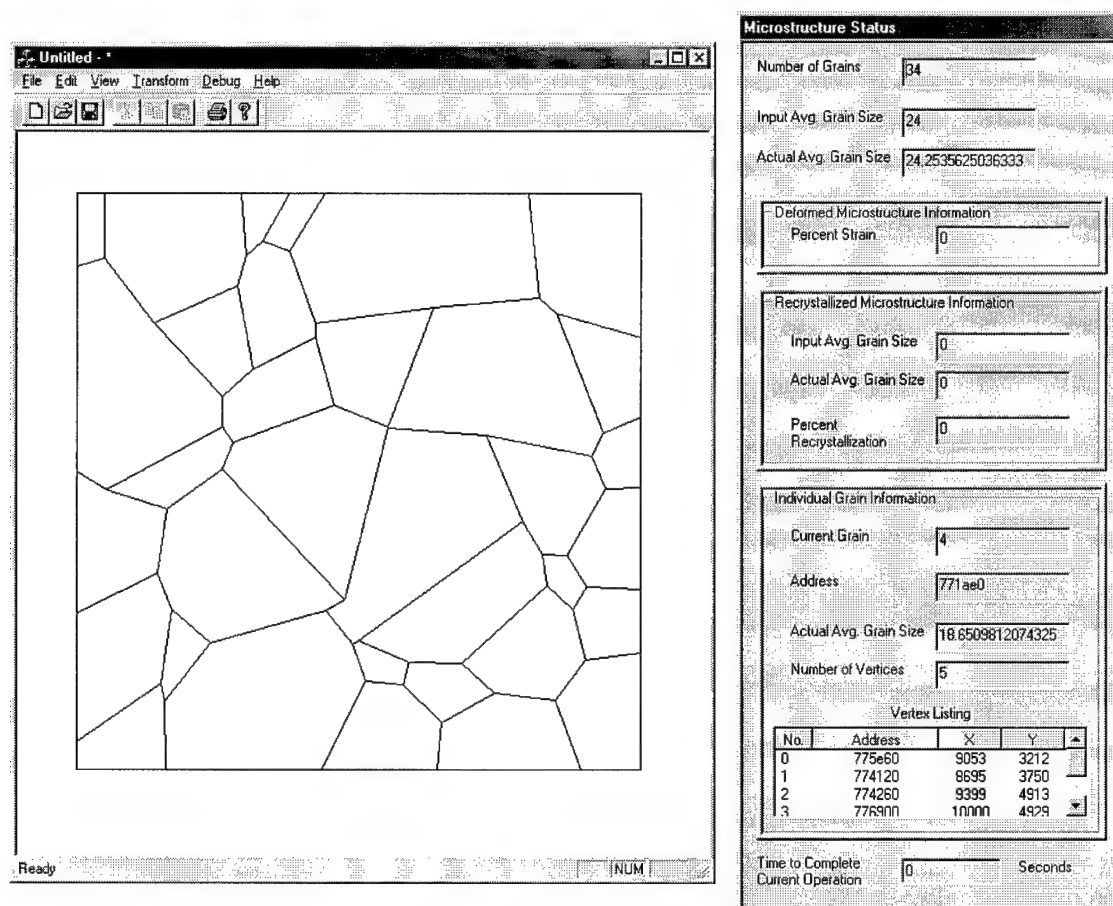 Untitled - *
File Edit View Transform Debug Help
Ready
NUM
Microstructure Status
Number of Grains 34
Input Avg. Grain Size 24
Actual Avg. Grain Size 24.2535625036333
Deformed Microstructure Information
Percent Strain 0
Recrystallized Microstructure Information
Input Avg. Grain Size 0
Actual Avg. Grain Size 0
Percent
Recrystallization 0
Individual Grain Information
Current Grain 4
Address 771ae0
Actual Avg. Grain Size 18.6509812074325
Number of Vertices 5
Vertex Listing
No. Address X Y
0 775e60 9053 3212
1 774120 8695 3750
2 774260 9399 4913
3 776900 10000 4929
Time to Complete
Current Operation 0 Seconds